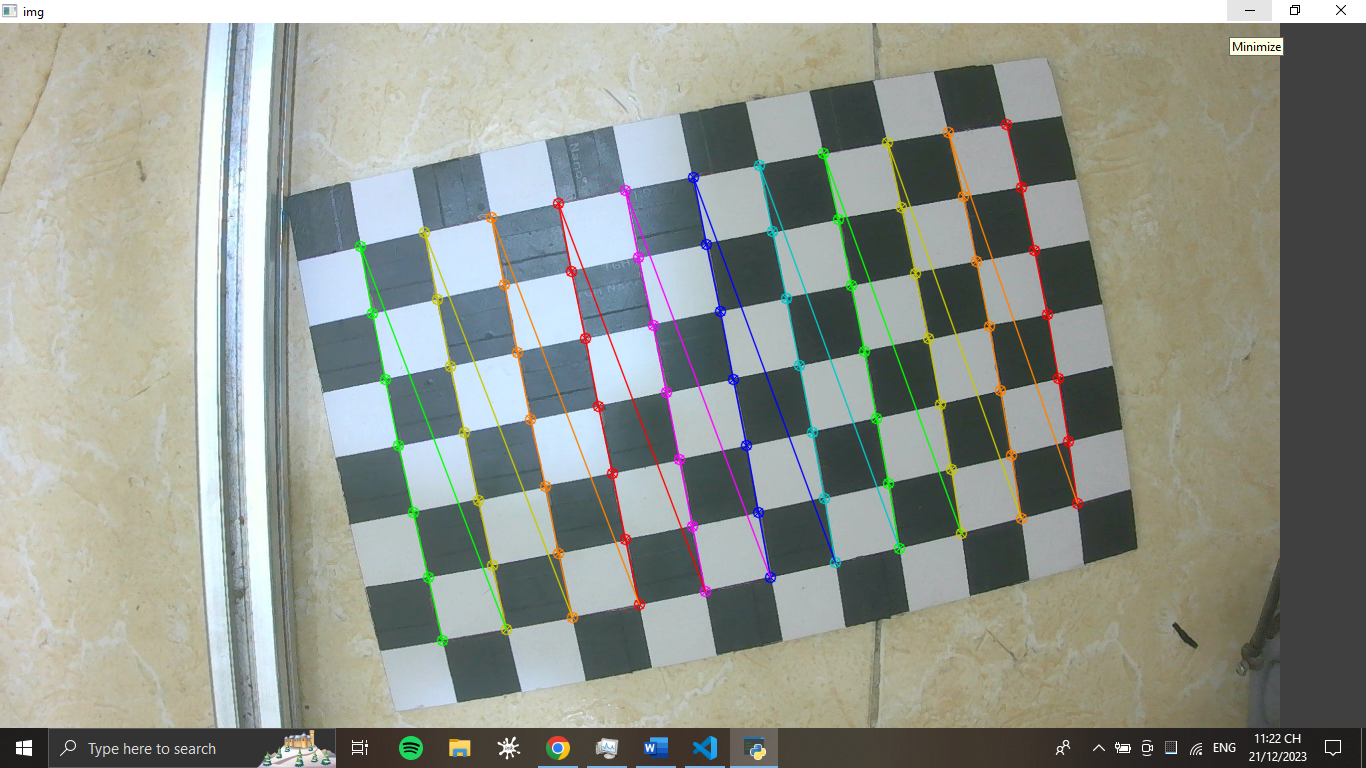 img
Minimize
Type here to search
ENG
11:22 CH
21/12/2023